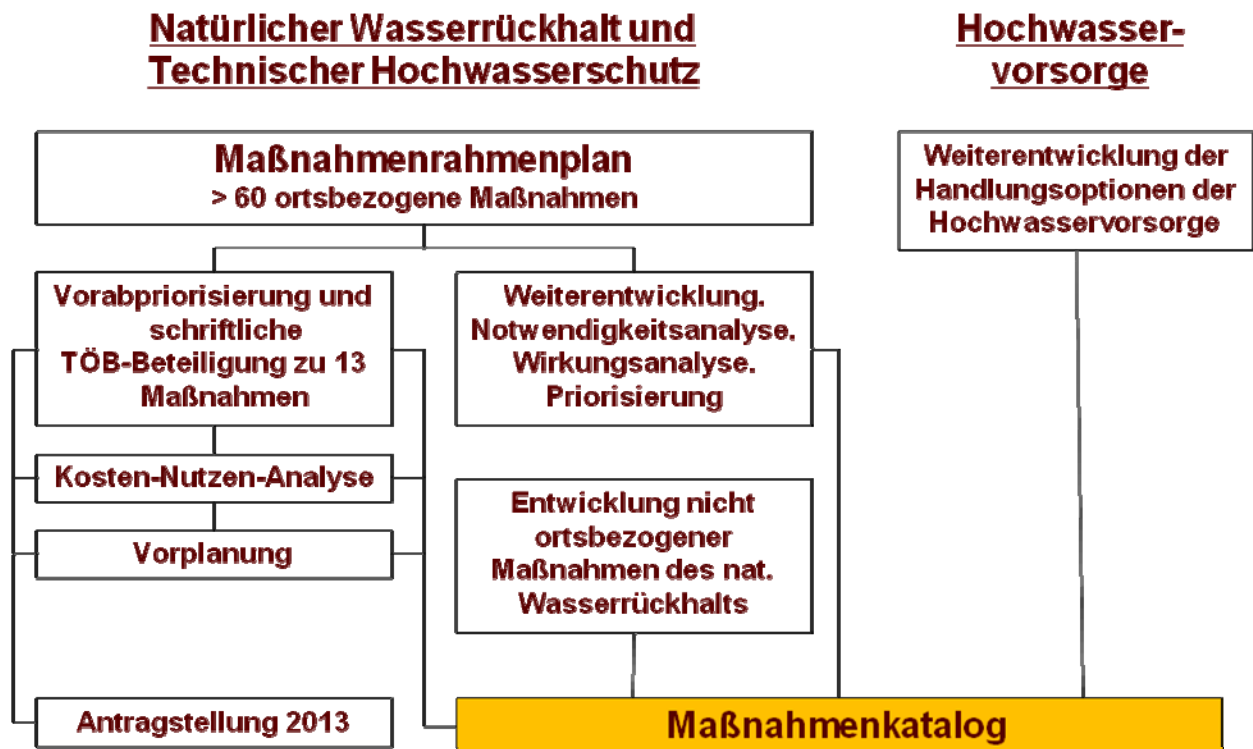 Natürlicher Wasserrückhalt und
Technischer Hochwasserschutz
Hochwasser-
vorsorge
Maßnahmenrahmenplan
> 60 ortsbezogene Maßnahmen
Weiterentwicklung der
Handlungsoptionen der
Hochwasservorsorge
Vorabpriorisierung und
schriftliche
TÖB-Beteiligung zu 13
Maßnahmen
Weiterentwicklung.
Notwendigkeitsanalyse.
Wirkungsanalyse.
Priorisierung
Kosten-Nutzen-Analyse
Vorplanung
Entwicklung nicht
ortsbezogener
Maßnahmen des nat.
Wasserrückhalts
Antragstellung 2013
Maßnahmenkatalog